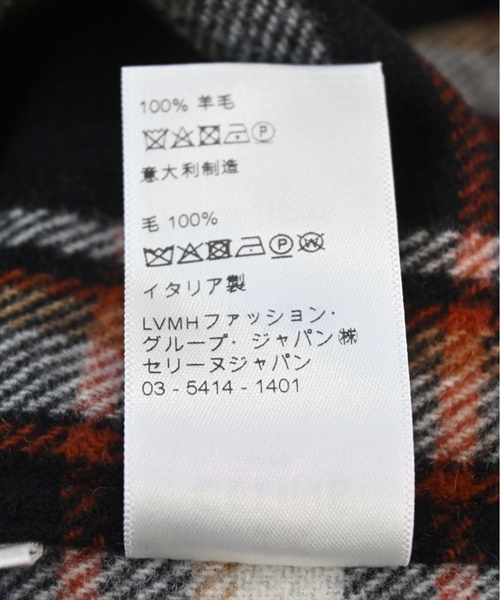 100% 羊毛
意大利制造
毛 100%
イタリア製
LVMHファッション・
グループ・ジャパン㈱
セリーヌジャパン
03 - 5414 - 1401